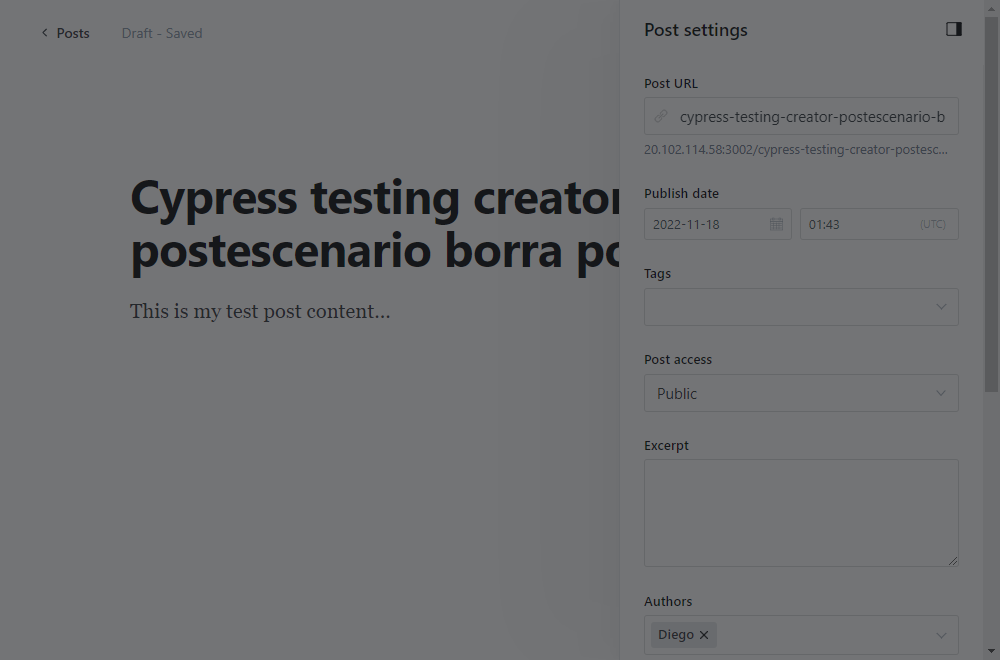 Posts
Draft - Saved
Post settings
Post URL
cypress-testing-creator-postescenario-b
20.102.114.58:3002/cypress-testing-creator-postesc...
Cypress testing creator
postescenario borra po
This is my test post content...
Publish date
2022-11-18
01:43
(UTC)
Tags
Post access
Public
Excerpt
Authors
Diego